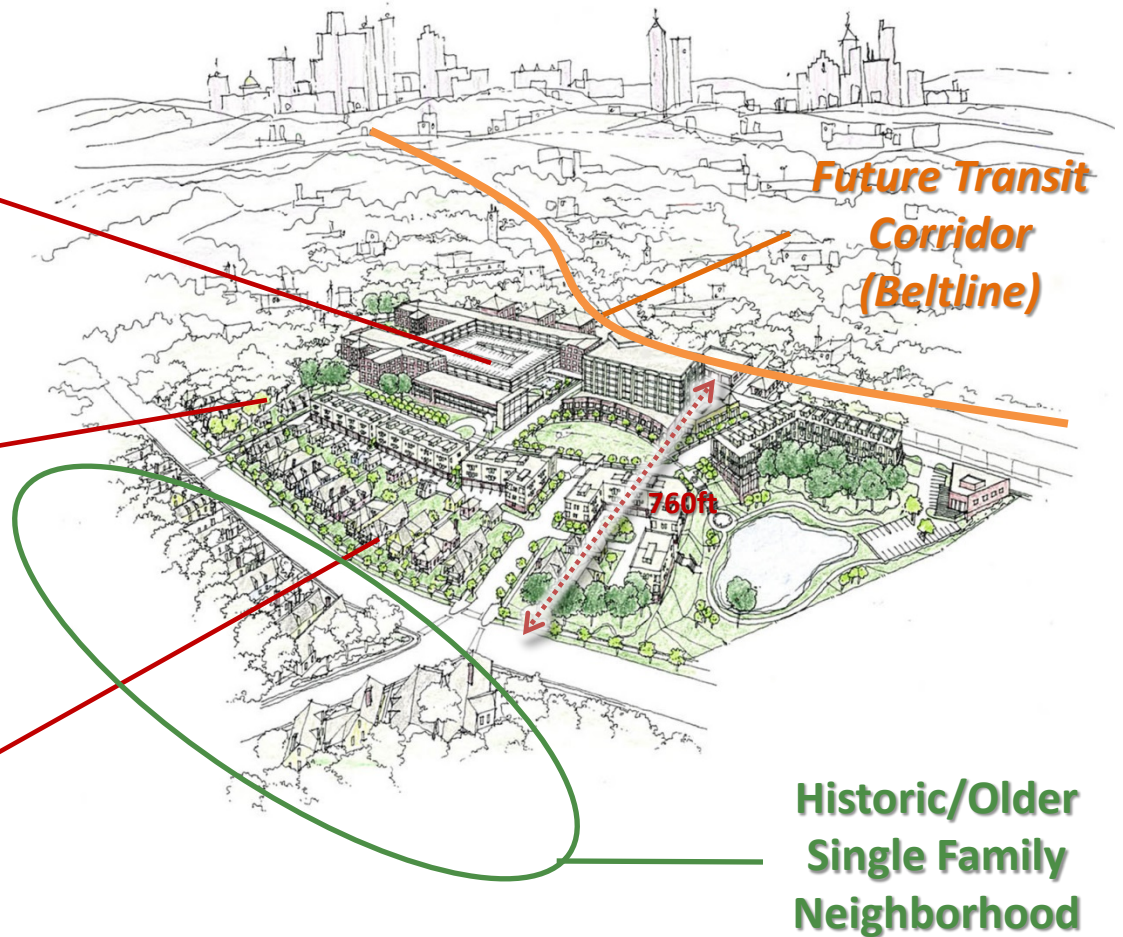 Future Transit
Corridor
(Beltline)
760ft
Historic/Older
Single Family
Neighborhood